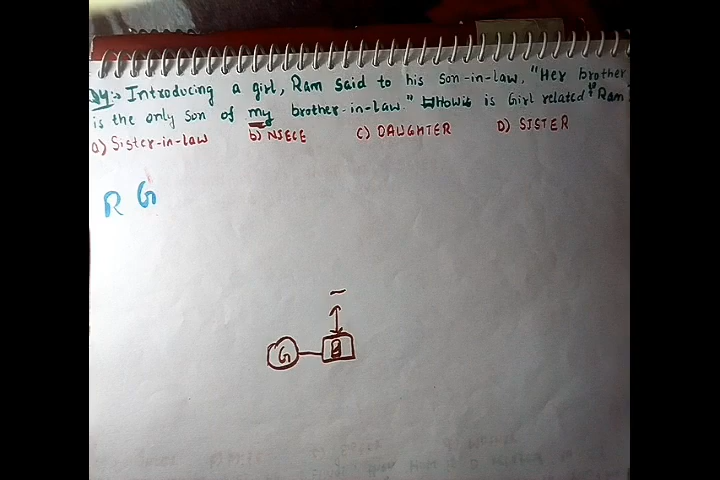 Q4:-> Introducing a girl, Ram said to his son-in-law, "Her brother
is the only son of my brother-in-law." How is Girl related to Ram
a) Sister-in-law b) NSECE C) DAUGHTER D) SISTER
R G
G B